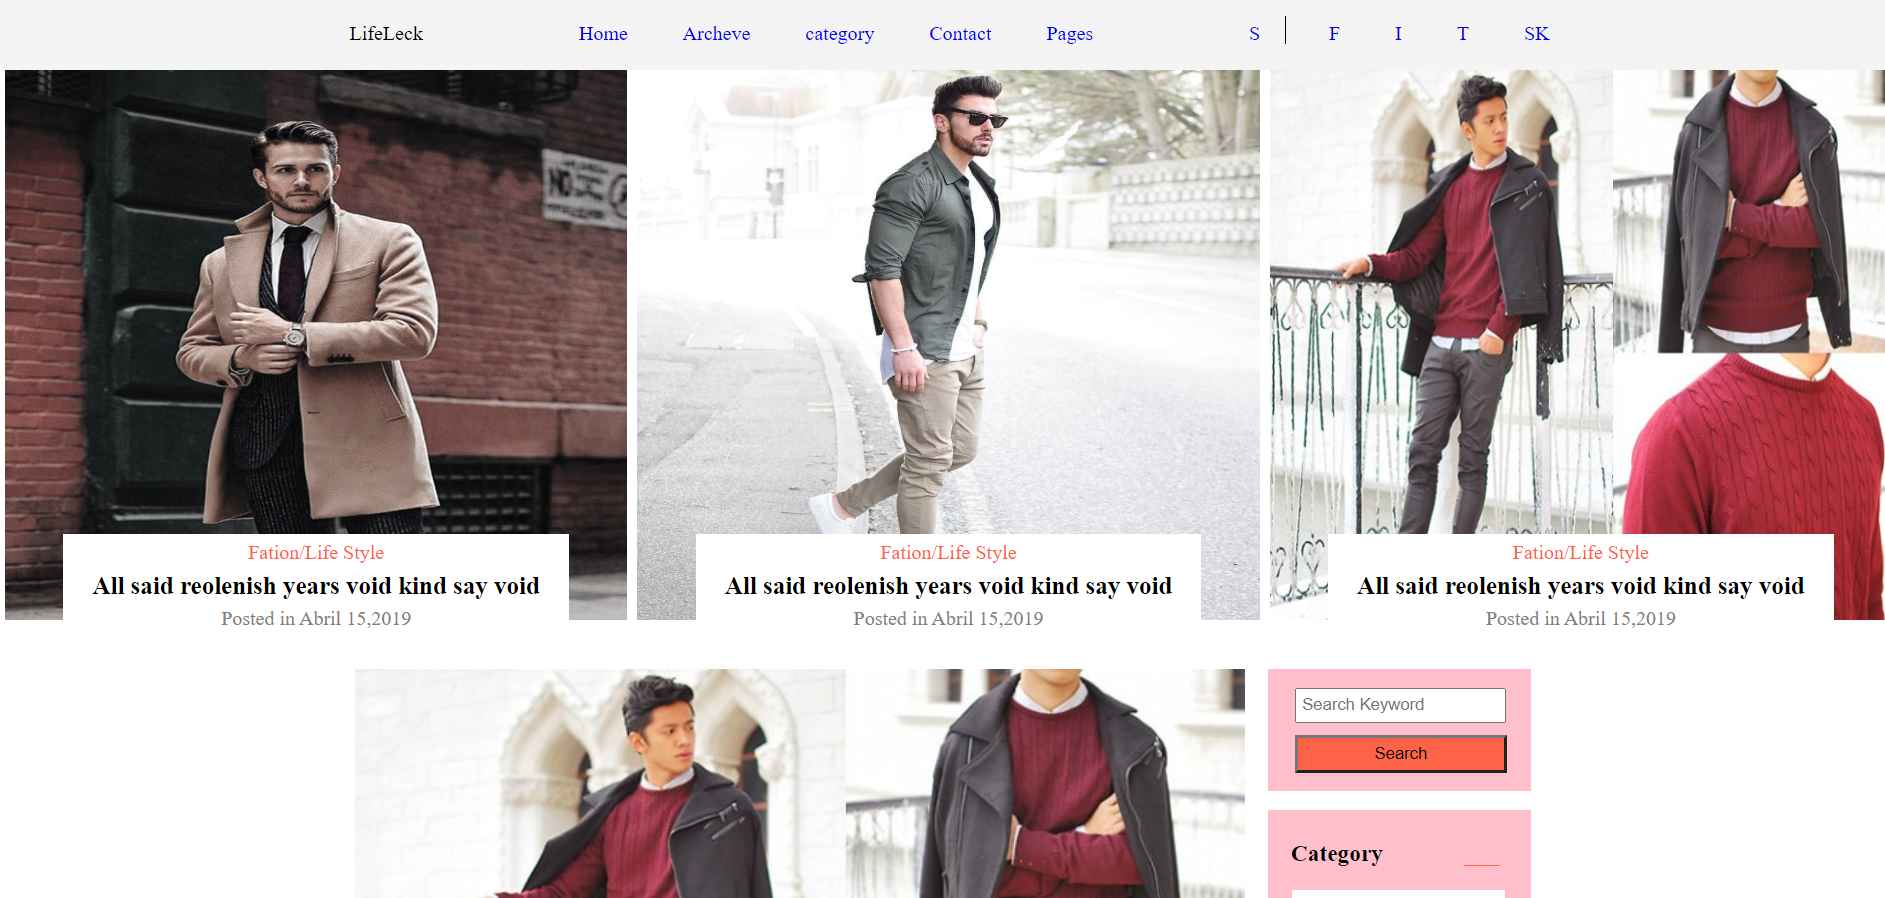 LifeLeck Home Archeve category Contact Pages S F I T SK
NO
Fation/Life Style
All said reolenish years void kind say void
Posted in Abril 15,2019
Fation/Life Style
All said reolenish years void kind say void
Posted in Abril 15,2019
Fation/Life Style
All said reolenish years void kind say void
Posted in Abril 15,2019
Search Keyword
Search
Category